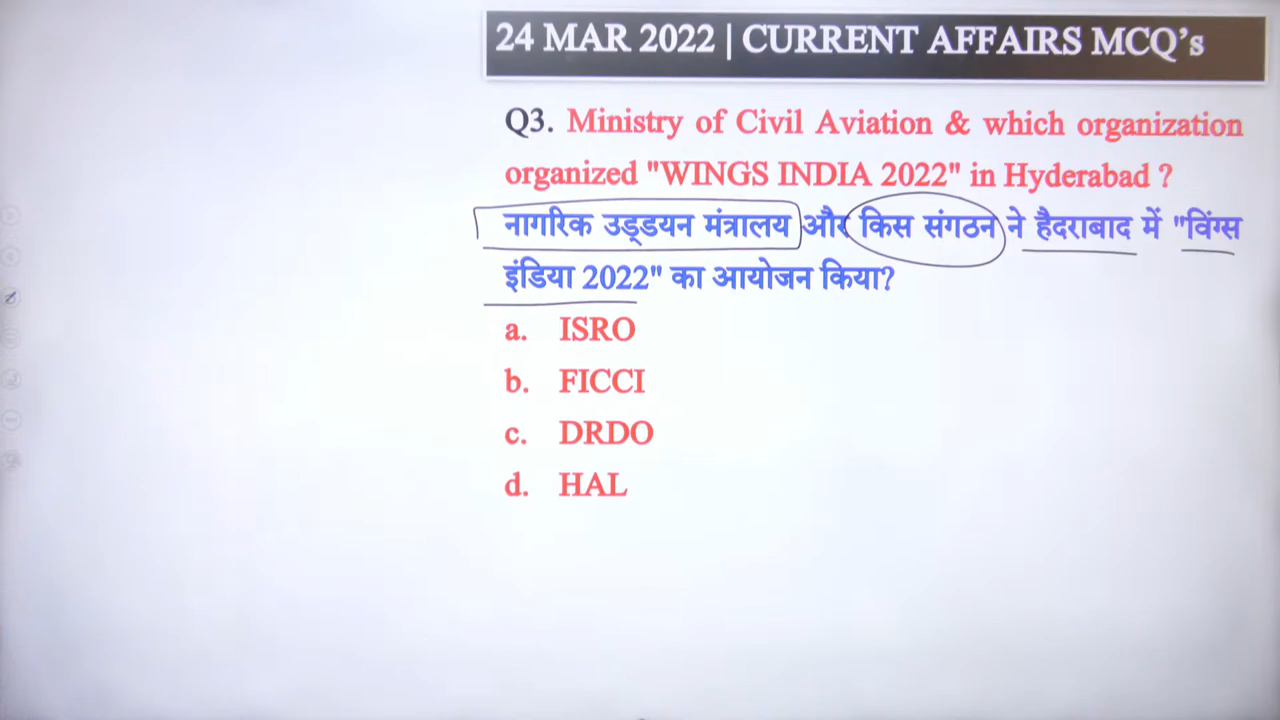 24 MAR 2022 | CURRENT AFFAIRS MCQ’s
Q3. Ministry of Civil Aviation & which organization
organized "WINGS INDIA 2022" in Hyderabad ?
नागरिक उड्डयन मंत्रालय और किस संगठन ने हैदराबाद में "विंग्स
इंडिया 2022" का आयोजन किया?
a. ISRO
b. FICCI
c. DRDO
d. HAL